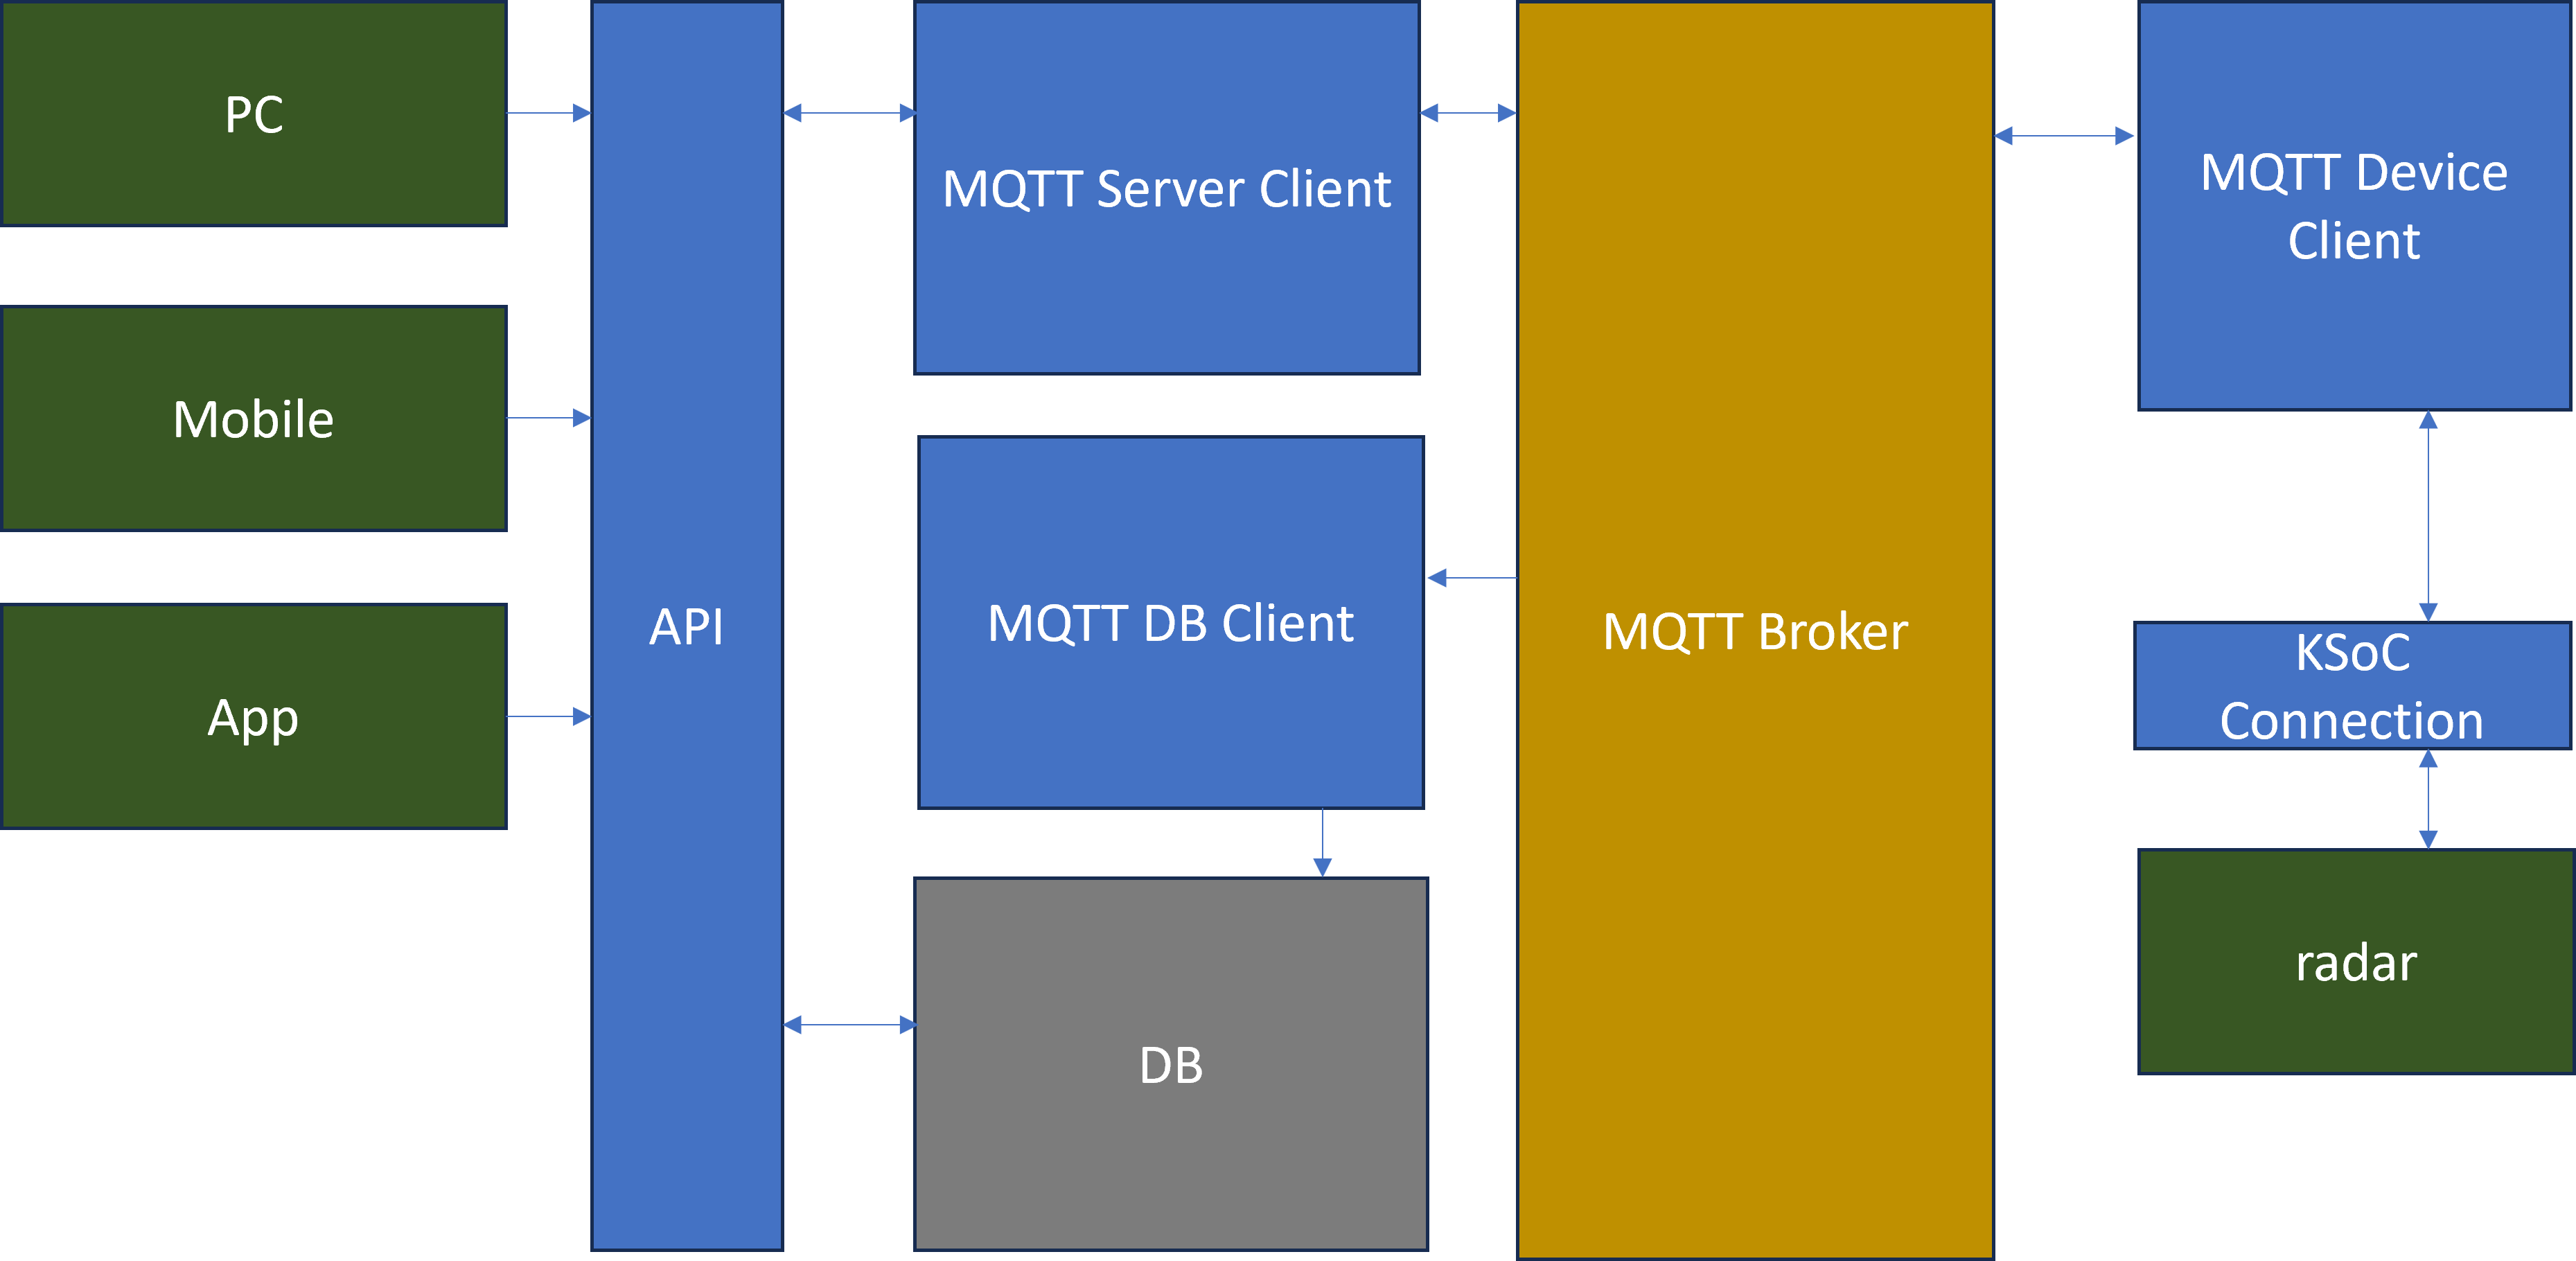 PC
Mobile
App
API
MQTT Server Client
MQTT DB Client
DB
MQTT Broker
MQTT Device
Client
KSoC
Connection
radar